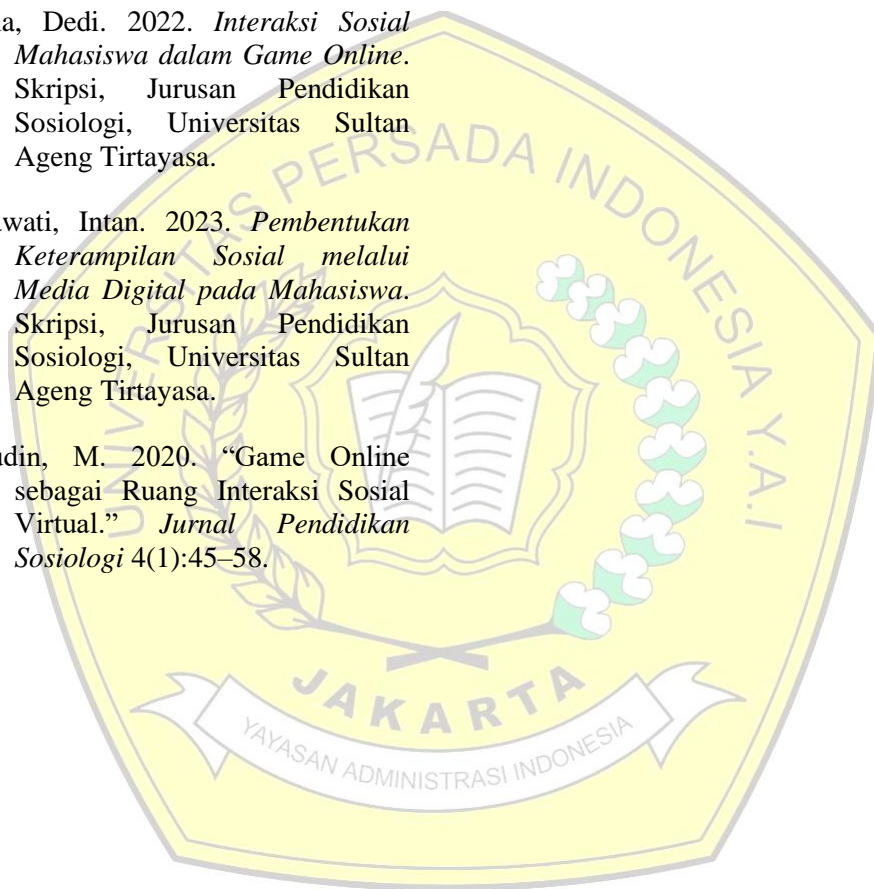 Dedi. 2022. Interaksi Sosial
Mahasiswa dalam Game Online.
Skripsi, Jurusan Pendidikan
Sosiologi, Universitas Sultan
Ageng Tirtayasa.
Intan. 2023. Pembentukan
Keterampilan Sosial melalui
Media Digital pada Mahasiswa.
Skripsi, Jurusan Pendidikan
Sosiologi, Universitas Sultan
Ageng Tirtayasa.
M. 2020. “Game Online
sebagai Ruang Interaksi Sosial
Virtual.” Jurnal Pendidikan
Sosiologi 4(1):45–58.
UNIVERSITAS PERSADA INDONESIA Y.A.I
JAKARTA
YAYASAN ADMINISTRASI INDONESIA